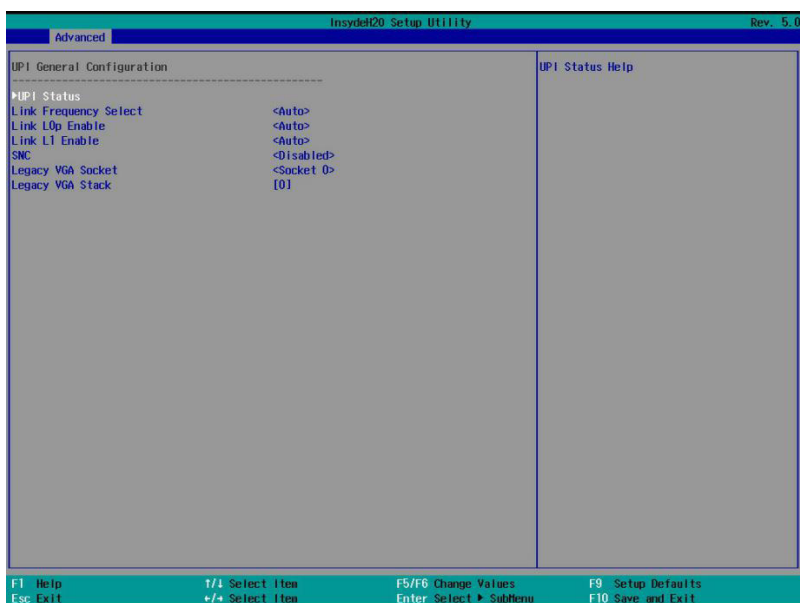 InsydeH20 Setup Utility Rev. 5.0
Advanced
UPI General Configuration
--------------------------------------------------
UPI Status Help
►UPI Status
Link Frequency Select <Auto>
Link L0p Enable <Auto>
Link L1 Enable <Auto>
SNC <Disabled>
Legacy VGA Socket <Socket 0>
Legacy VGA Stack [0]
F1 Help ↑/↓ Select Item F5/F6 Change Values F9 Setup Defaults
Esc Exit ←/→ Select Item Enter Select ► SubMenu F10 Save and Exit